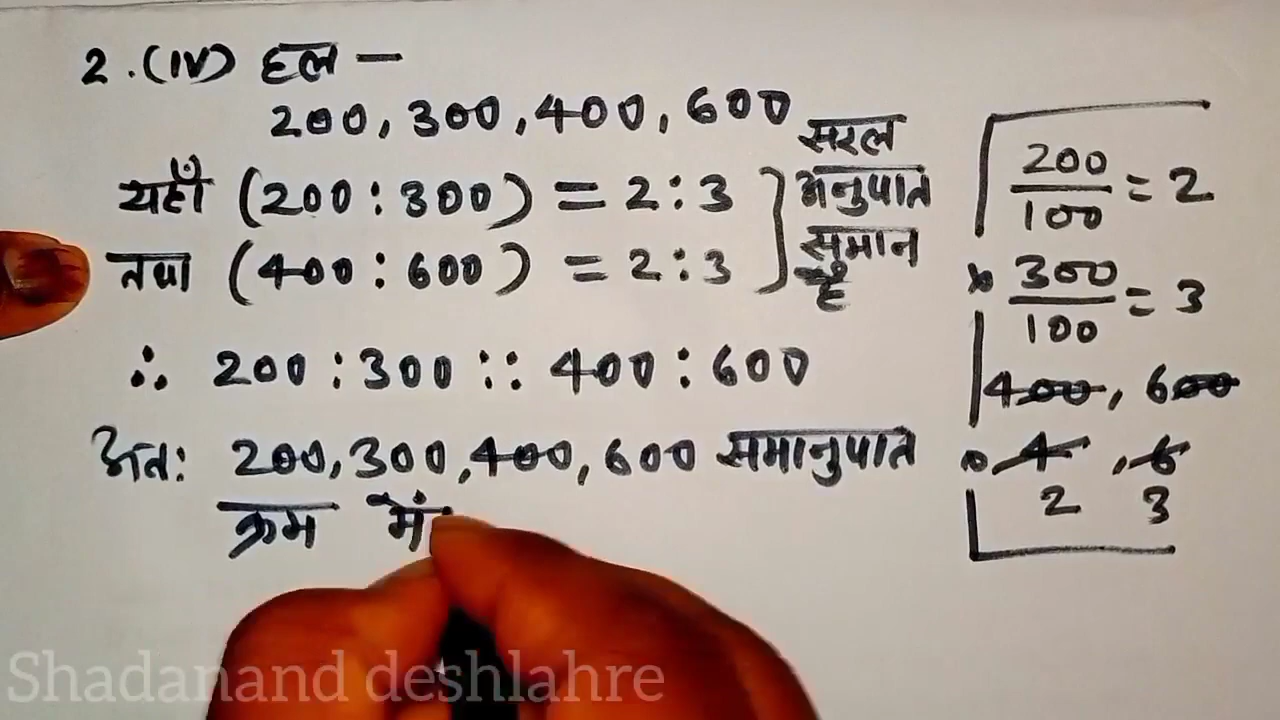 2.(IV) हल –
200, 300, 400, 600
यहाँ (200 : 300) = 2 : 3
तथा (400 : 600) = 2 : 3
सरल
अनुपात
समान
है
∴ 200 : 300 :: 400 : 600
अतः 200, 300, 400, 600 समानुपात
क्रम में
200/100 = 2
300/100 = 3
400, 600
4, 6
2 3
Shadanand deshlahre